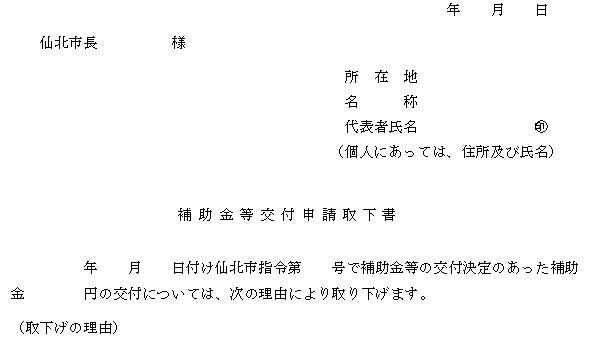 年　　月　　日
仙北市長　　　　　様
所　在　地
名　　　称
代表者氏名　　　　　　　　㊞
（個人にあっては、住所及び氏名）
補助金等交付申請取下書
年　　月　　日付け仙北市指令第　　号で補助金等の交付決定のあった補助
金　　　　円の交付については、次の理由により取り下げます。
（取下げの理由）